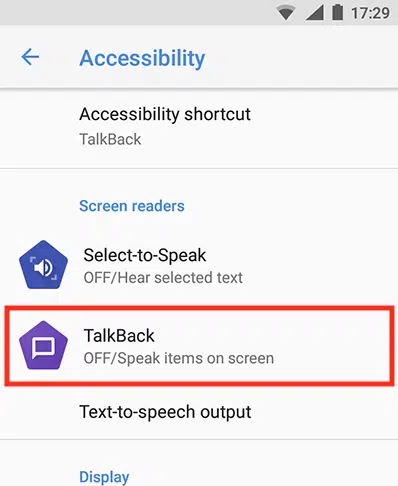 17:29
Accessibility
Accessibility shortcut
TalkBack
Screen readers
Select-to-Speak
OFF/Hear selected text
TalkBack
OFF/Speak items on screen
Text-to-speech output
Display